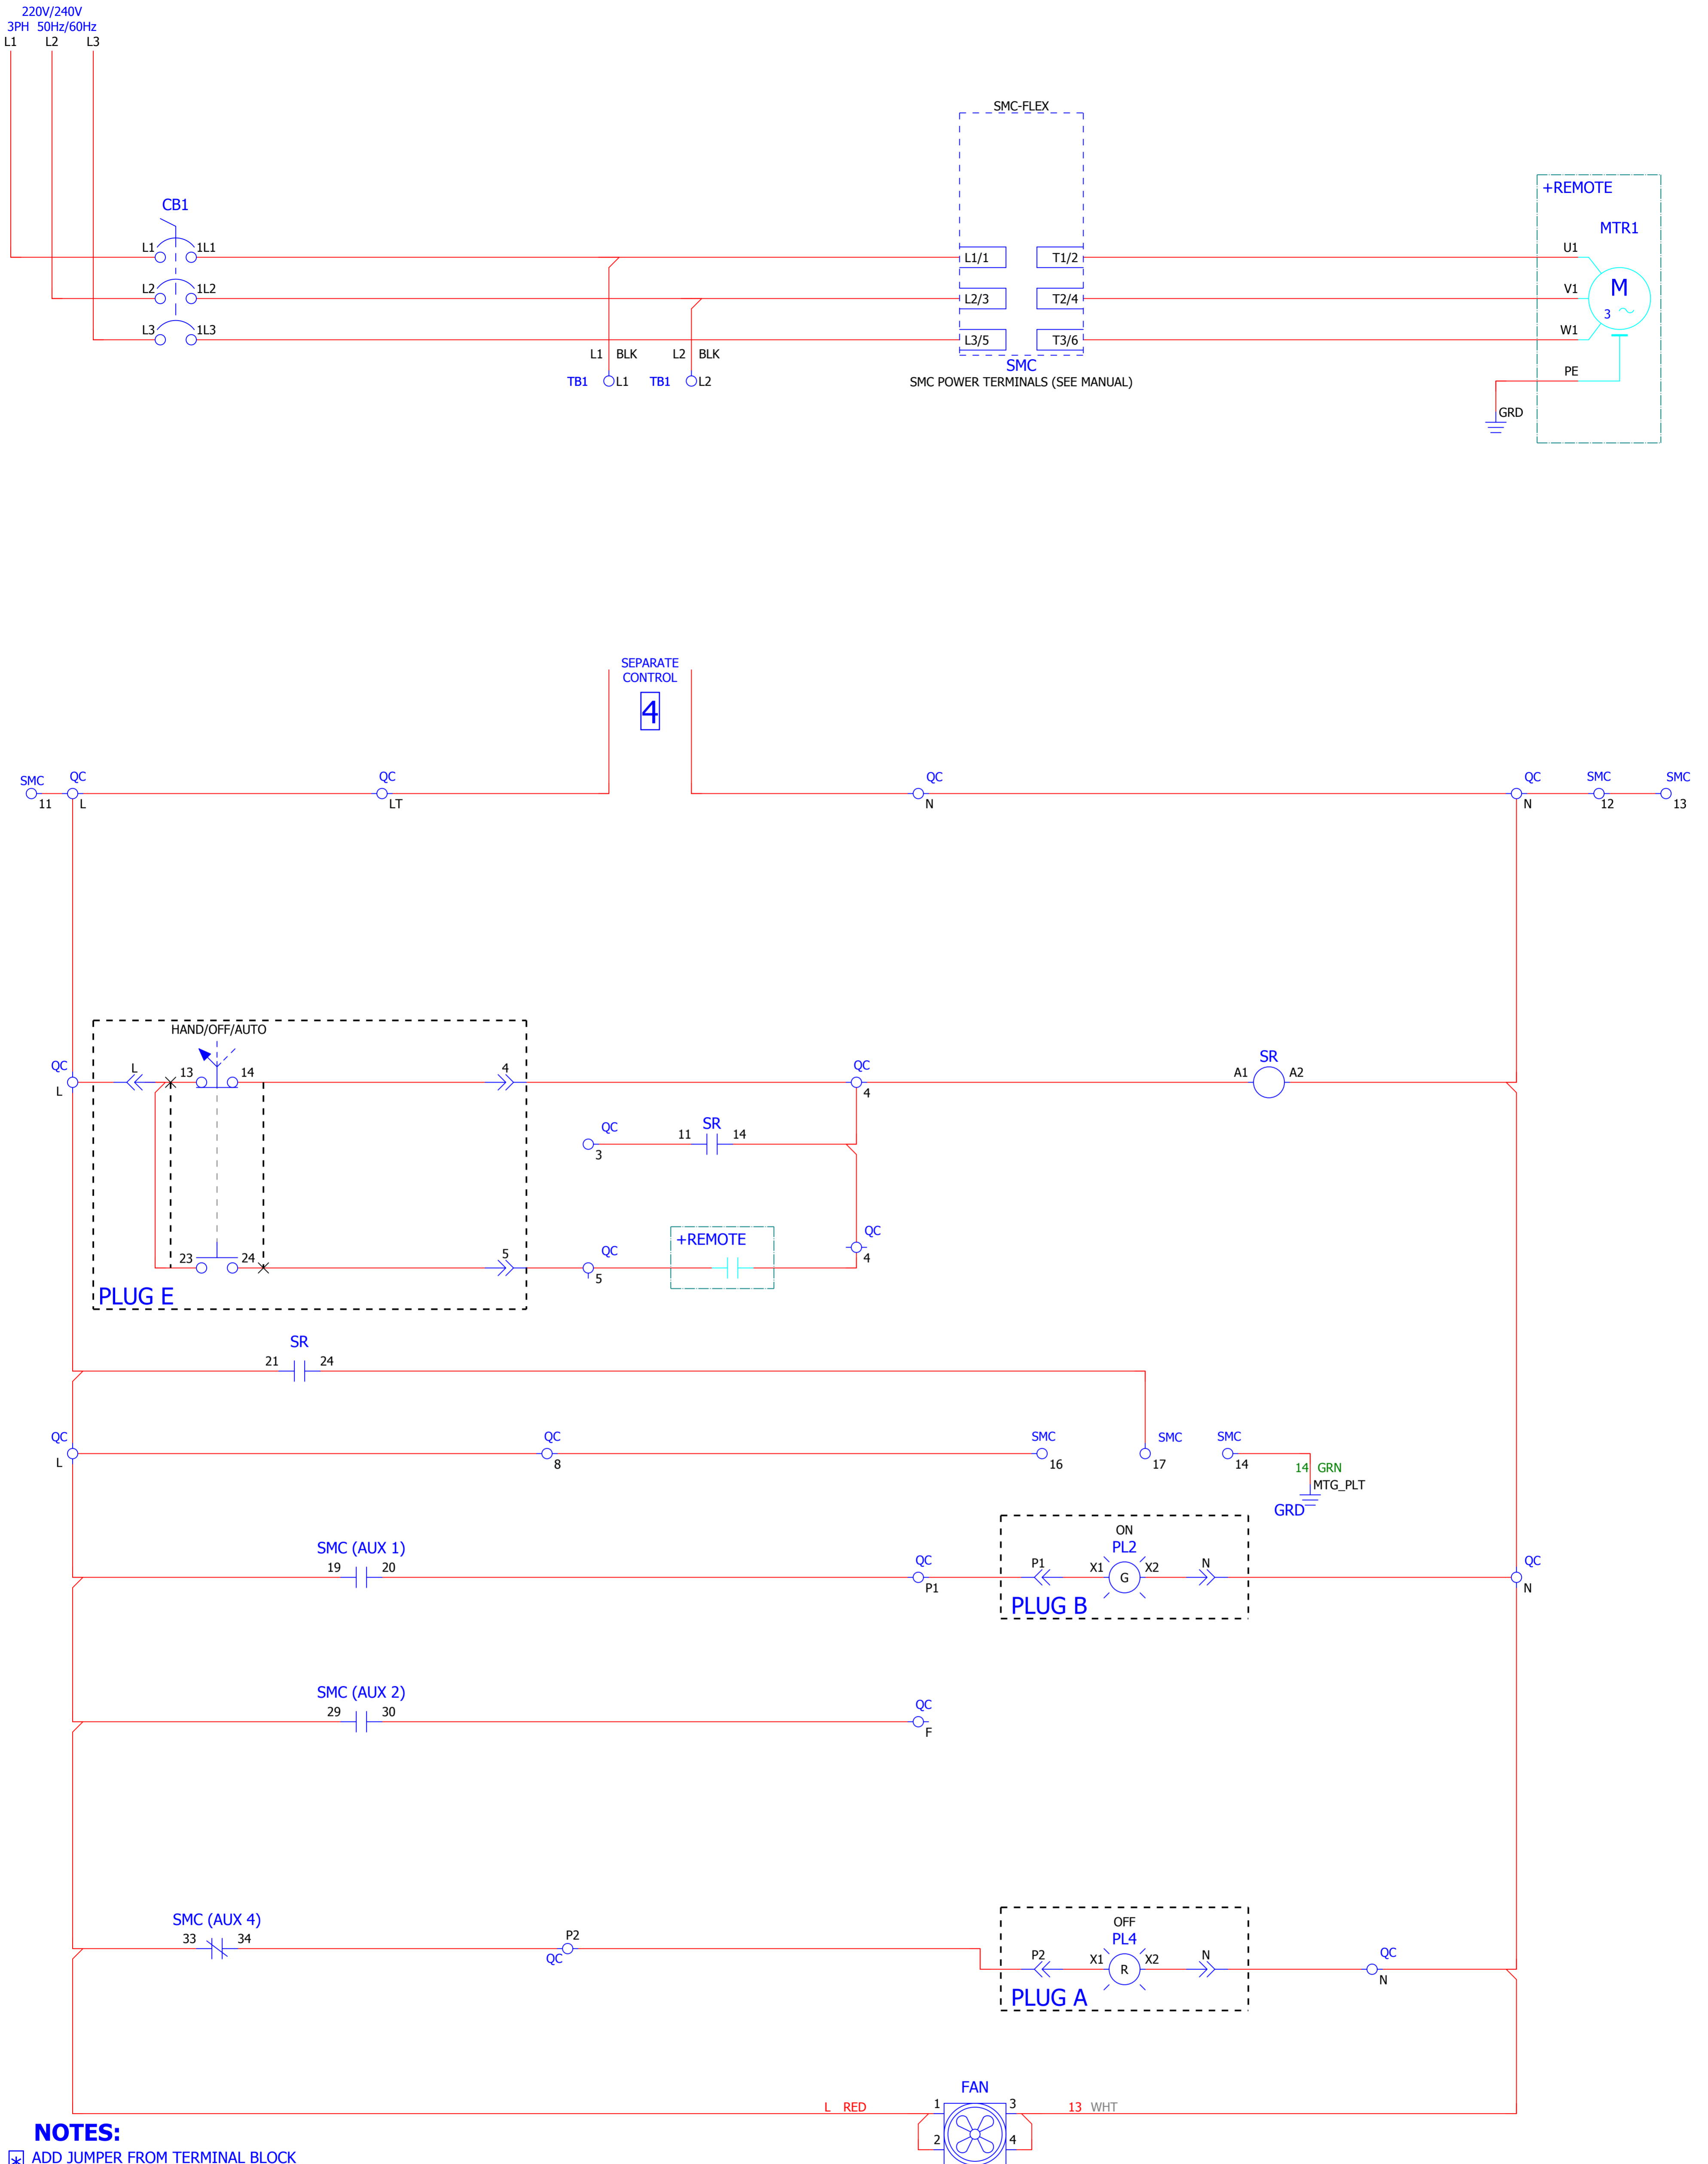 220V/240V
3PH 50Hz/60Hz
L1 L2 L3
SMC-FLEX
+REMOTE
CB1
MTR1
L1 1L1 L1/1 T1/2 U1
L2 1L2 L2/3 T2/4 V1 M
3
L3 1L3 L3/5 T3/6 W1
L1 BLK L2 BLK SMC
TB1 L1 TB1 L2 SMC POWER TERMINALS (SEE MANUAL) PE
GRD
SEPARATE
CONTROL
4
SMC QC QC QC QC SMC SMC
11 L LT N N 12 13
HAND/OFF/AUTO
QC L 13 14 4 QC SR
L 4 A1 A2
QC 11 SR 14
3
+REMOTE QC
23 24 5 QC 4
5
PLUG E
SR
21 24
QC QC SMC SMC SMC
L 8 16 17 14
14 GRN
MTG_PLT
GRD
SMC (AUX 1) ON
19 20 QC P1 X1 PL2 X2 N QC
P1 G N
PLUG B
SMC (AUX 2)
29 30 QC
F
SMC (AUX 4) OFF
33 34 P2 PL4
QC P2 X1 X2 N QC
R N
PLUG A
FAN
L RED 1 3 13 WHT
NOTES:
2 4
* ADD JUMPER FROM TERMINAL BLOCK